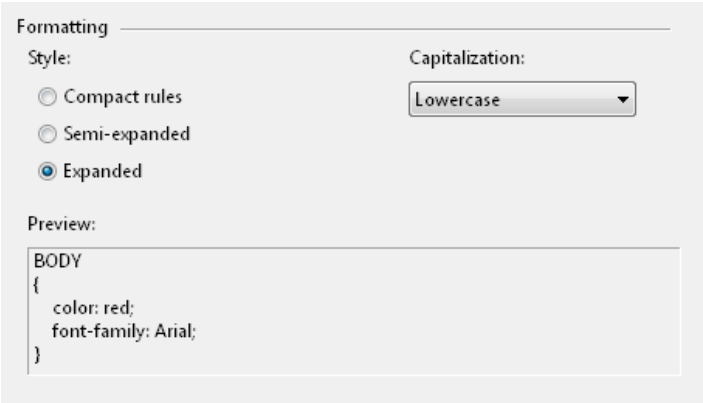 Formatting
Style:
Capitalization:
Compact rules
Lowercase
Semi-expanded
Expanded
Preview:
BODY
{
color: red;
font-family: Arial;
}